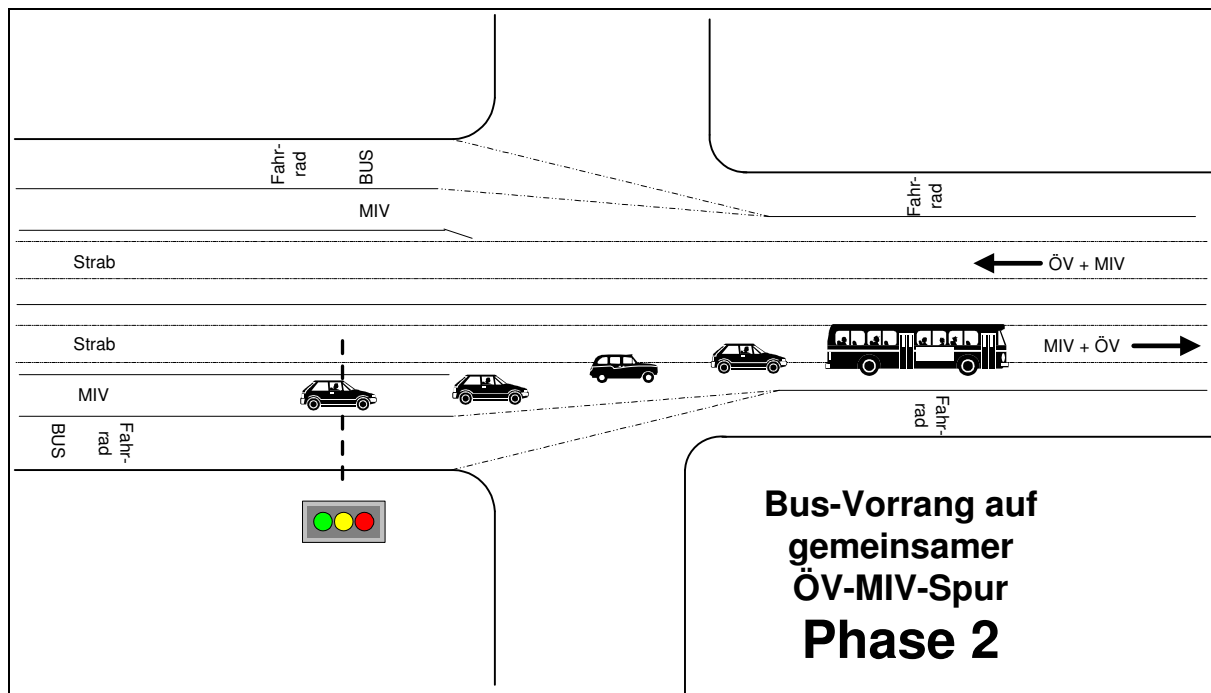 Fahr-
rad
BUS
MIV
Fahr-
rad
Strab
ÖV + MIV
Strab
MIV + ÖV
MIV
Fahr-
rad
BUS
Fahr-
rad
Bus-Vorrang auf
gemeinsamer
ÖV-MIV-Spur
Phase 2